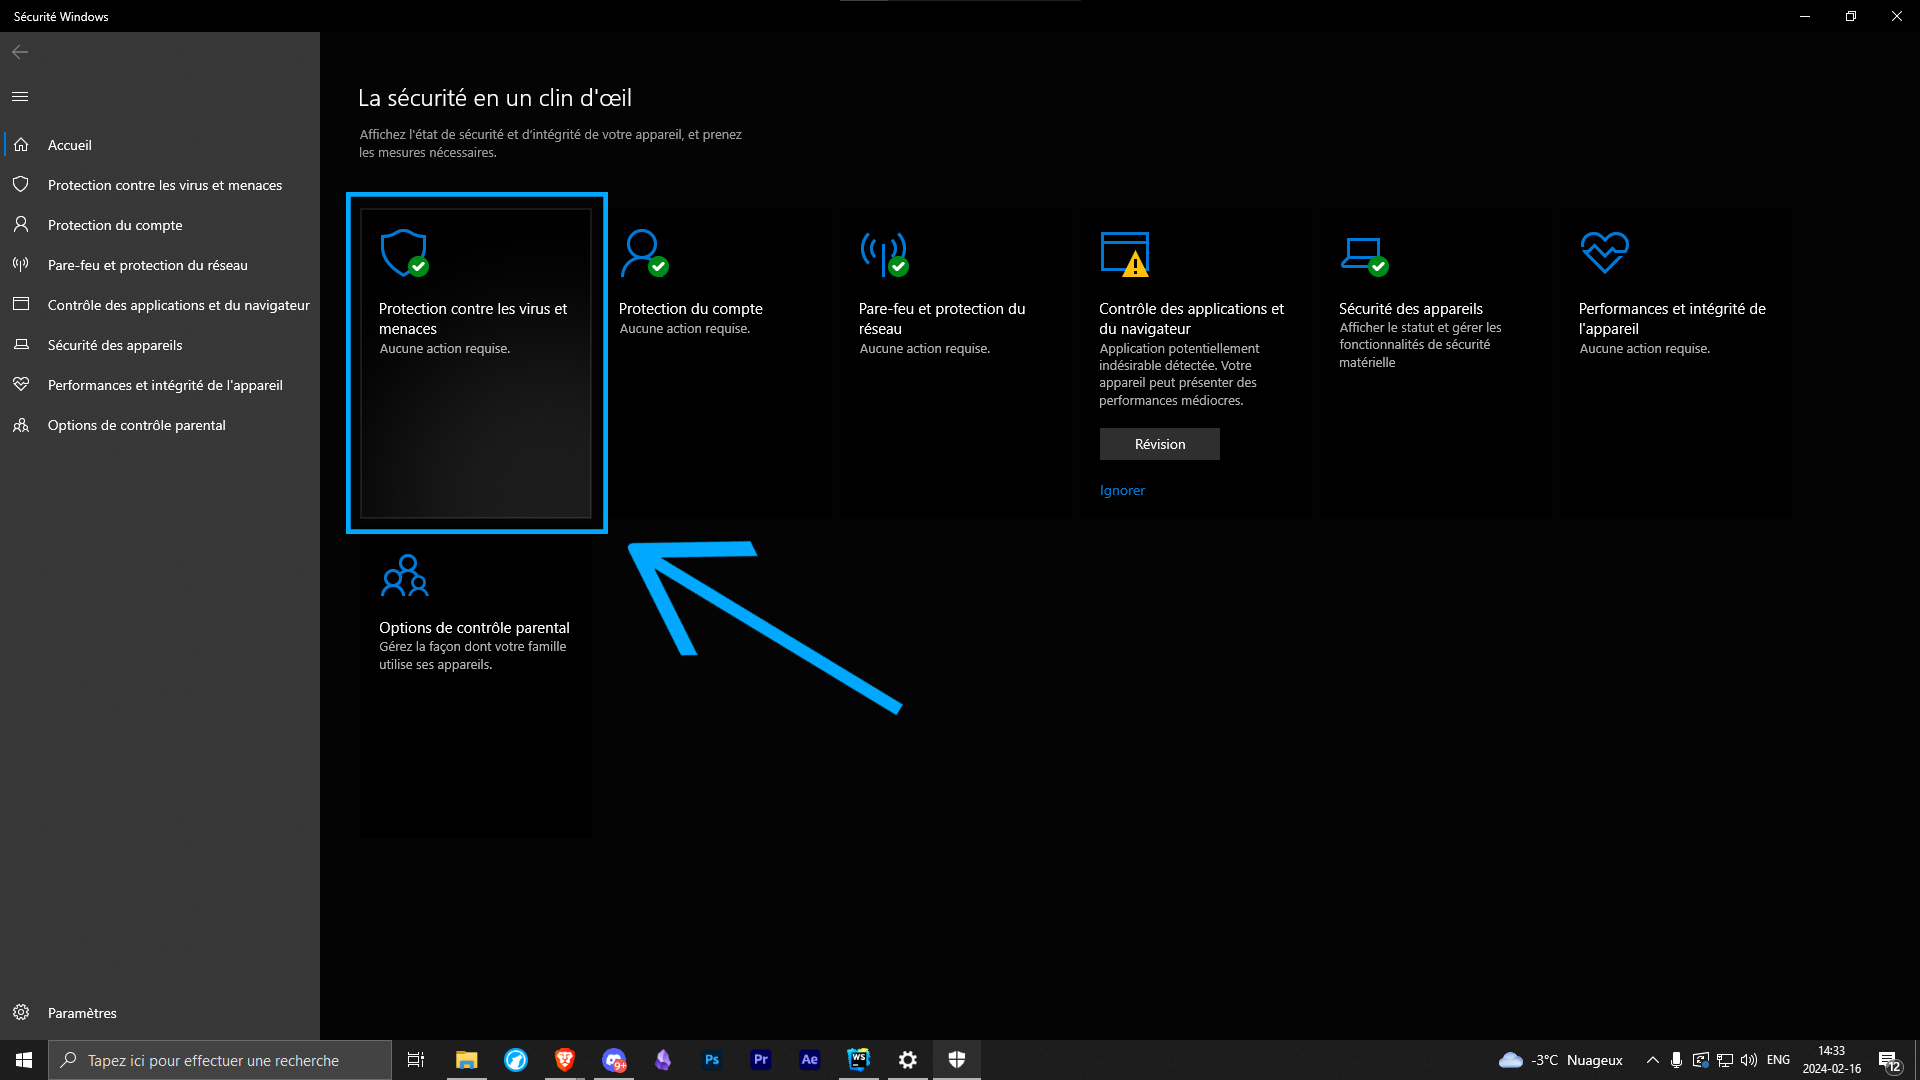 Sécurité Windows
Accueil
Protection contre les virus et menaces
Protection du compte
Pare-feu et protection du réseau
Contrôle des applications et du navigateur
Sécurité des appareils
Performances et intégrité de l'appareil
Options de contrôle parental
Paramètres
La sécurité en un clin d'œil
Affichez l'état de sécurité et d'intégrité de votre appareil, et prenez
les mesures nécessaires.
Protection contre les virus et
menaces
Aucune action requise.
Protection du compte
Aucune action requise.
Pare-feu et protection du
réseau
Aucune action requise.
Contrôle des applications et
du navigateur
Application potentiellement
indésirable détectée. Votre
appareil peut présenter des
performances médiocres.
Révision
Ignorer
Sécurité des appareils
Afficher le statut et gérer les
fonctionnalités de sécurité
matérielle
Performances et intégrité de
l'appareil
Aucune action requise.
Options de contrôle parental
Gérez la façon dont votre famille
utilise ses appareils.
Tapez ici pour effectuer une recherche
9+
Ps
Pr
Ae
WS
-3°C Nuageux
ENG
14:33
2024-02-16
12